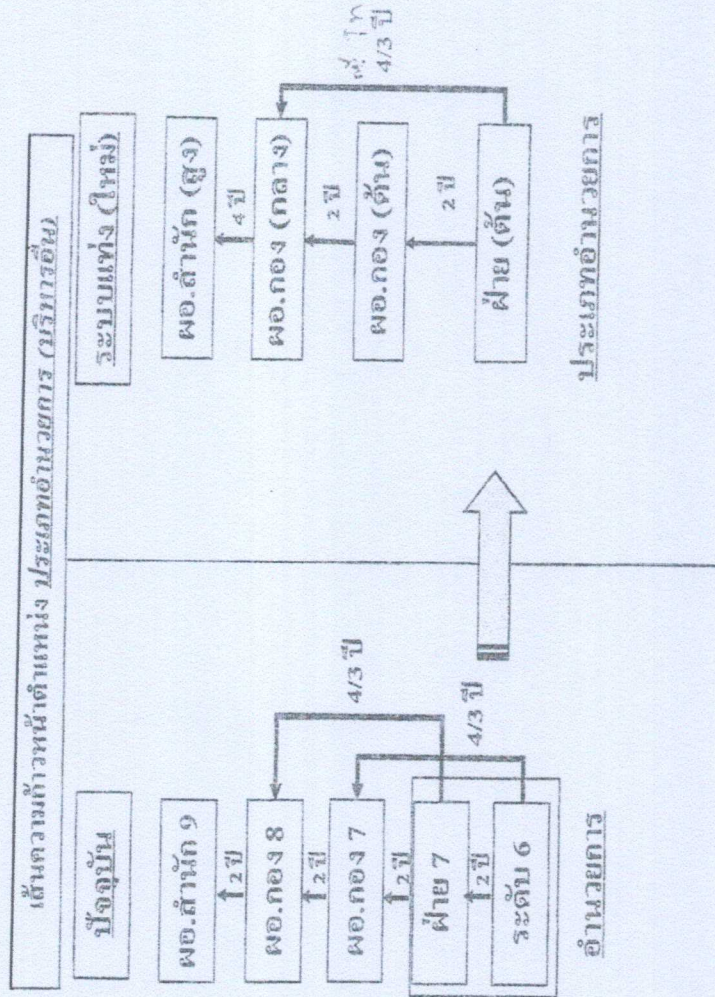 เส้นความก้าวหน้าตำแหน่ง ประเภทอำนวยการ (บริหารอื่น)
ปัจจุบัน
ผอ.สำนัก 9
2 ปี
ผอ.กอง 8
2 ปี
ผอ.กอง 7
2 ปี
ฝ่าย 7
2 ปี
ระดับ 6
4/3 ปี
4/3 ปี
อำนวยการ
ระบบแท่ง (ใหม่)
ผอ.สำนัก (สูง)
4 ปี
ผอ.กอง (กลาง)
2 ปี
ผอ.กอง (ต้น)
2 ปี
ฝ่าย (ต้น)
4/3 ปี
ประเภทอำนวยการ